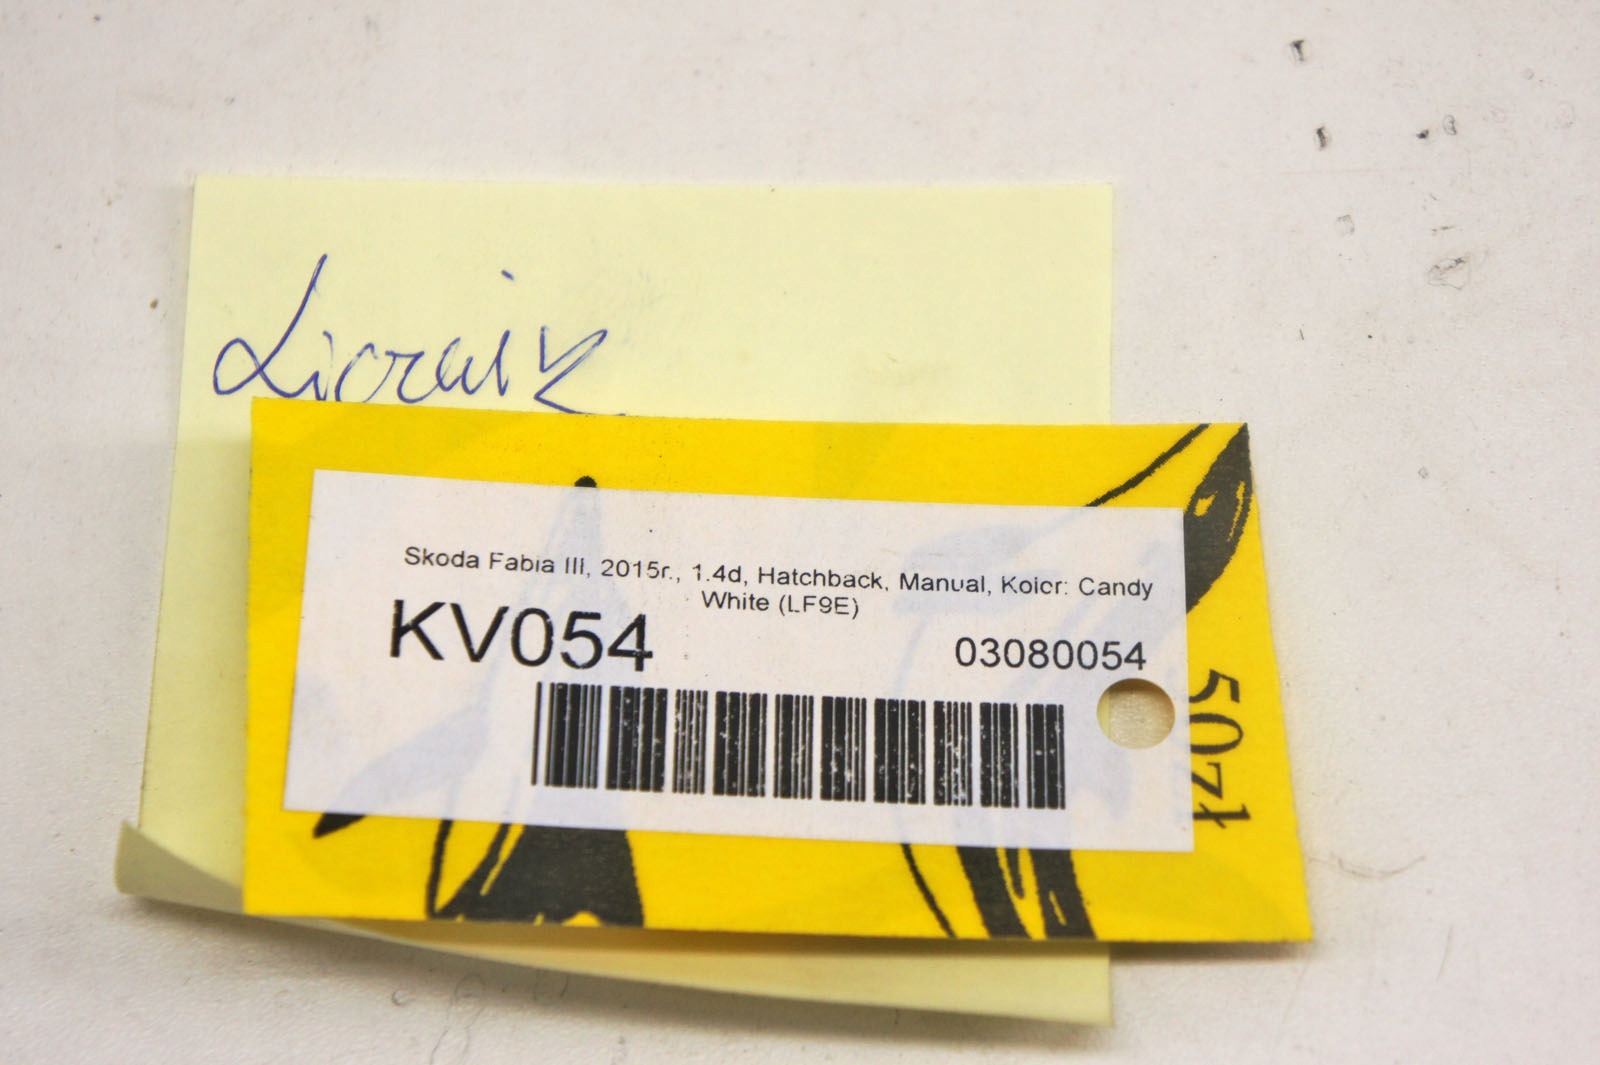 Licznik
Skoda Fabia III, 2015r., 1.4d, Hatchback, Manual, Kolor: Candy
White (LF9E)
KV054
03080054
50zł